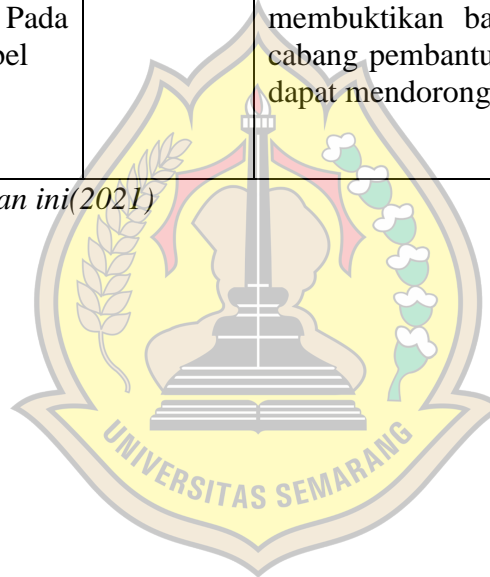 Pada
membuktikan ba
bel
cabang pembantu
dapat mendorong
an ini(2021)
UNIVERSITAS SEMARANG